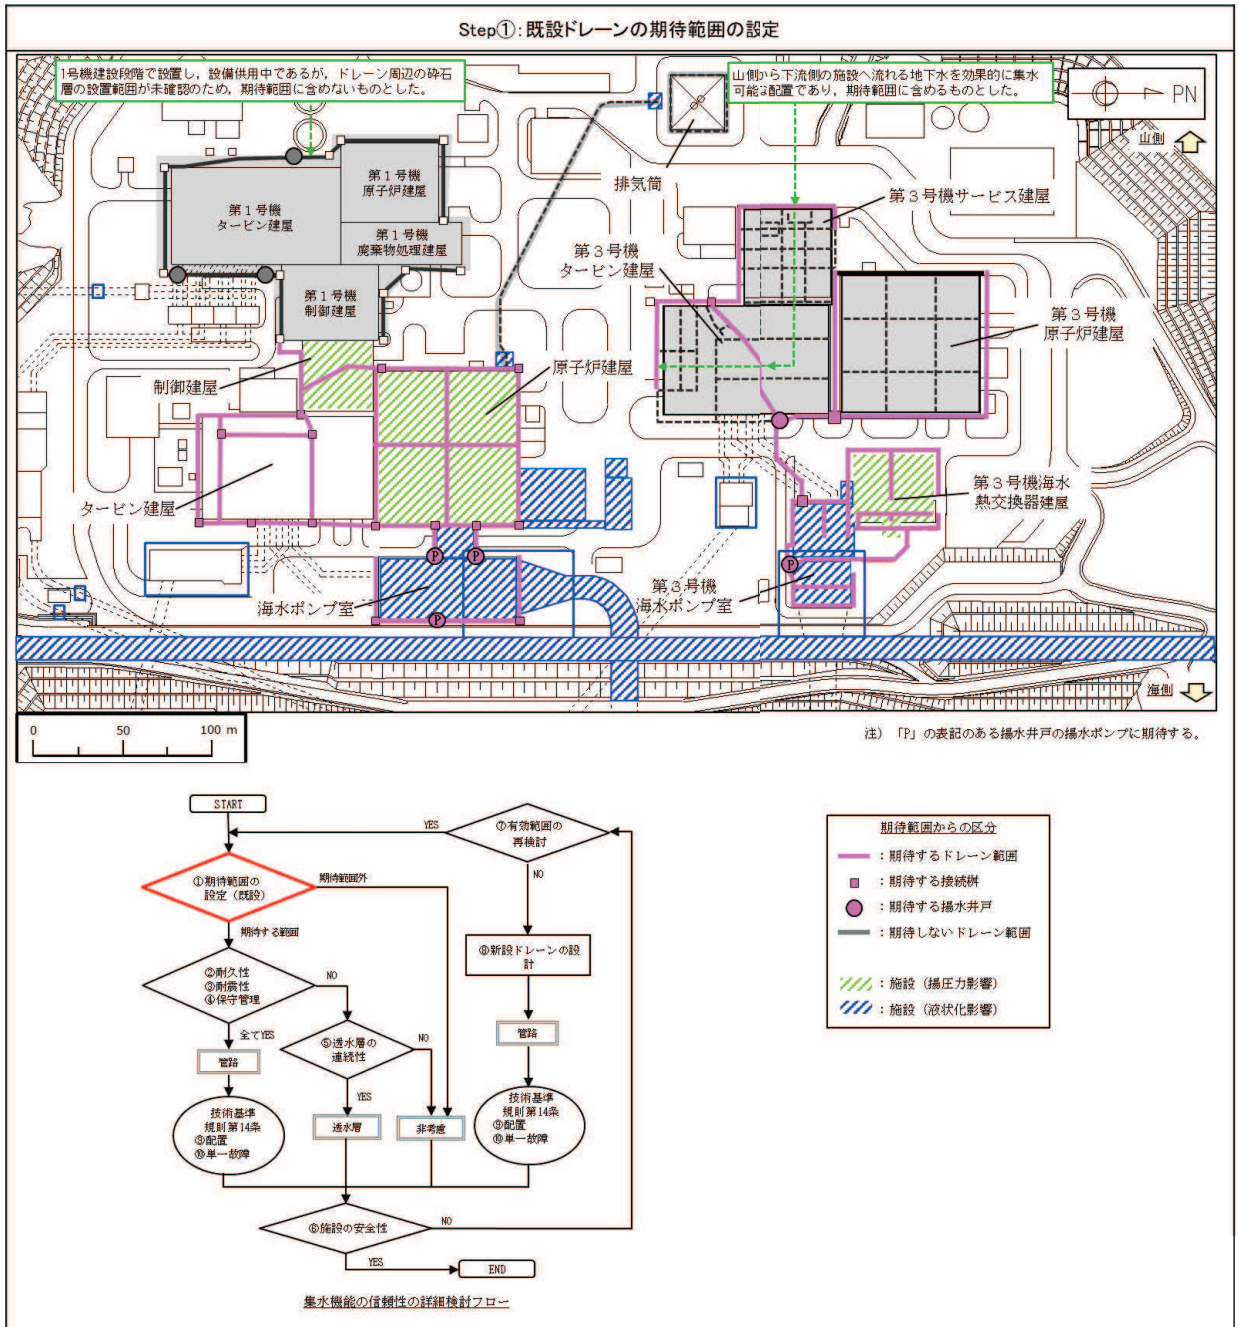 Step①:既設ドレーンの期待範囲の設定
1号機建設段階で設置し，設備供用中であるが，ドレーン周辺の砕石
層の設置範囲が未確認のため，期待範囲に含めないものとした。
山側から下流側の施設へ流れる地下水を効果的に集水
可能な配置であり，期待範囲に含めるものとした。
PN
山側
排気筒
第1号機
原子炉建屋
第1号機
タービン建屋
第1号機
廃棄物処理建屋
第1号機
制御建屋
第3号機サービス建屋
第3号機
タービン建屋
第3号機
原子炉建屋
制御建屋
原子炉建屋
タービン建屋
第3号機海水
熱交換器建屋
P
P
P
P
海水ポンプ室
第3号機
海水ポンプ室
海側
0 50 100 m
注） 「P」の表記のある揚水井戸の揚水ポンプに期待する。
START
YES
⑦有効範囲の
再検討
NO
①期待範囲の
設定（既設）
期待範囲外
期待する範囲
⑧新設ドレーンの設
計
②耐久性
③耐震性
④保守管理
NO
全てYES
管路
⑤透水層の
連続性
NO
YES
管路
技術基準
規則第14条
⑨配置
⑩単一故障
透水層
非考慮
技術基準
規則第14条
⑨配置
⑩単一故障
⑥施設の安全性
NO
YES
END
集水機能の信頼性の詳細検討フロー
期待範囲からの区分
：期待するドレーン範囲
：期待する接続桝
：期待する揚水井戸
：期待しないドレーン範囲
：施設（揚圧力影響）
：施設（液状化影響）